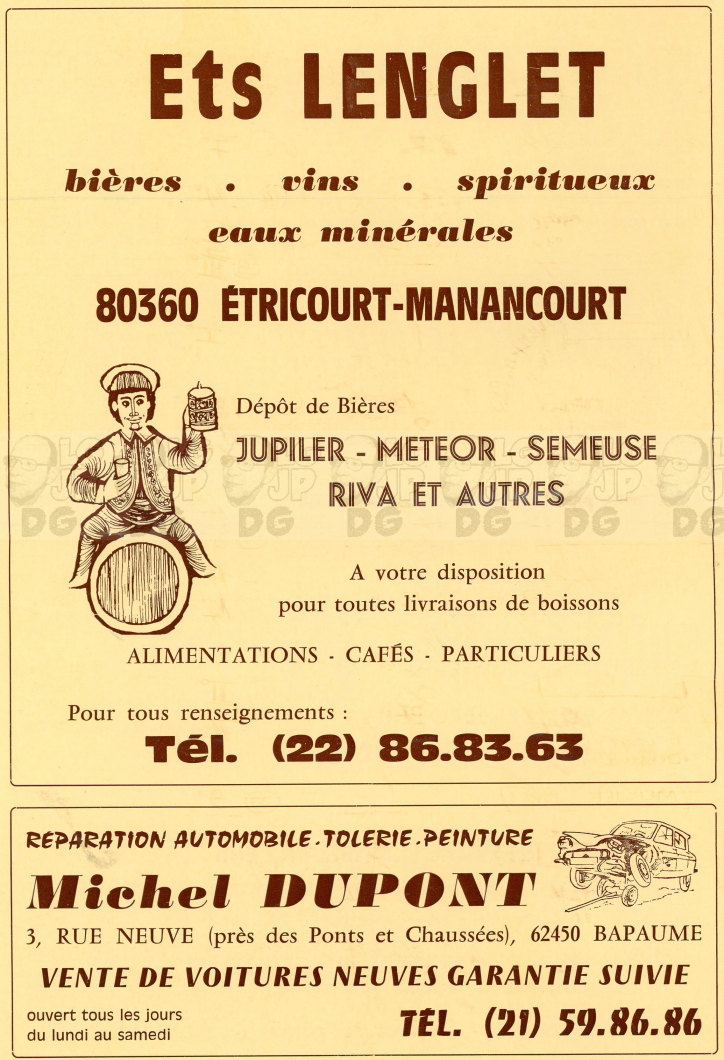 Ets LENGLET
bières . vins . spiritueux
eaux minérales
80360 ÉTRICOURT-MANANCOURT
Dépôt de Bières
JUPILER - METEOR - SEMEUSE
RIVA ET AUTRES
A votre disposition
pour toutes livraisons de boissons
ALIMENTATIONS - CAFÉS - PARTICULIERS
Pour tous renseignements :
Tél. (22) 86.83.63
REPARATION AUTOMOBILE.TOLERIE.PEINTURE
Michel DUPONT
3, RUE NEUVE (près des Ponts et Chaussées), 62450 BAPAUME
VENTE DE VOITURES NEUVES GARANTIE SUIVIE
ouvert tous les jours
du lundi au samedi
TÉL. (21) 59.86.86